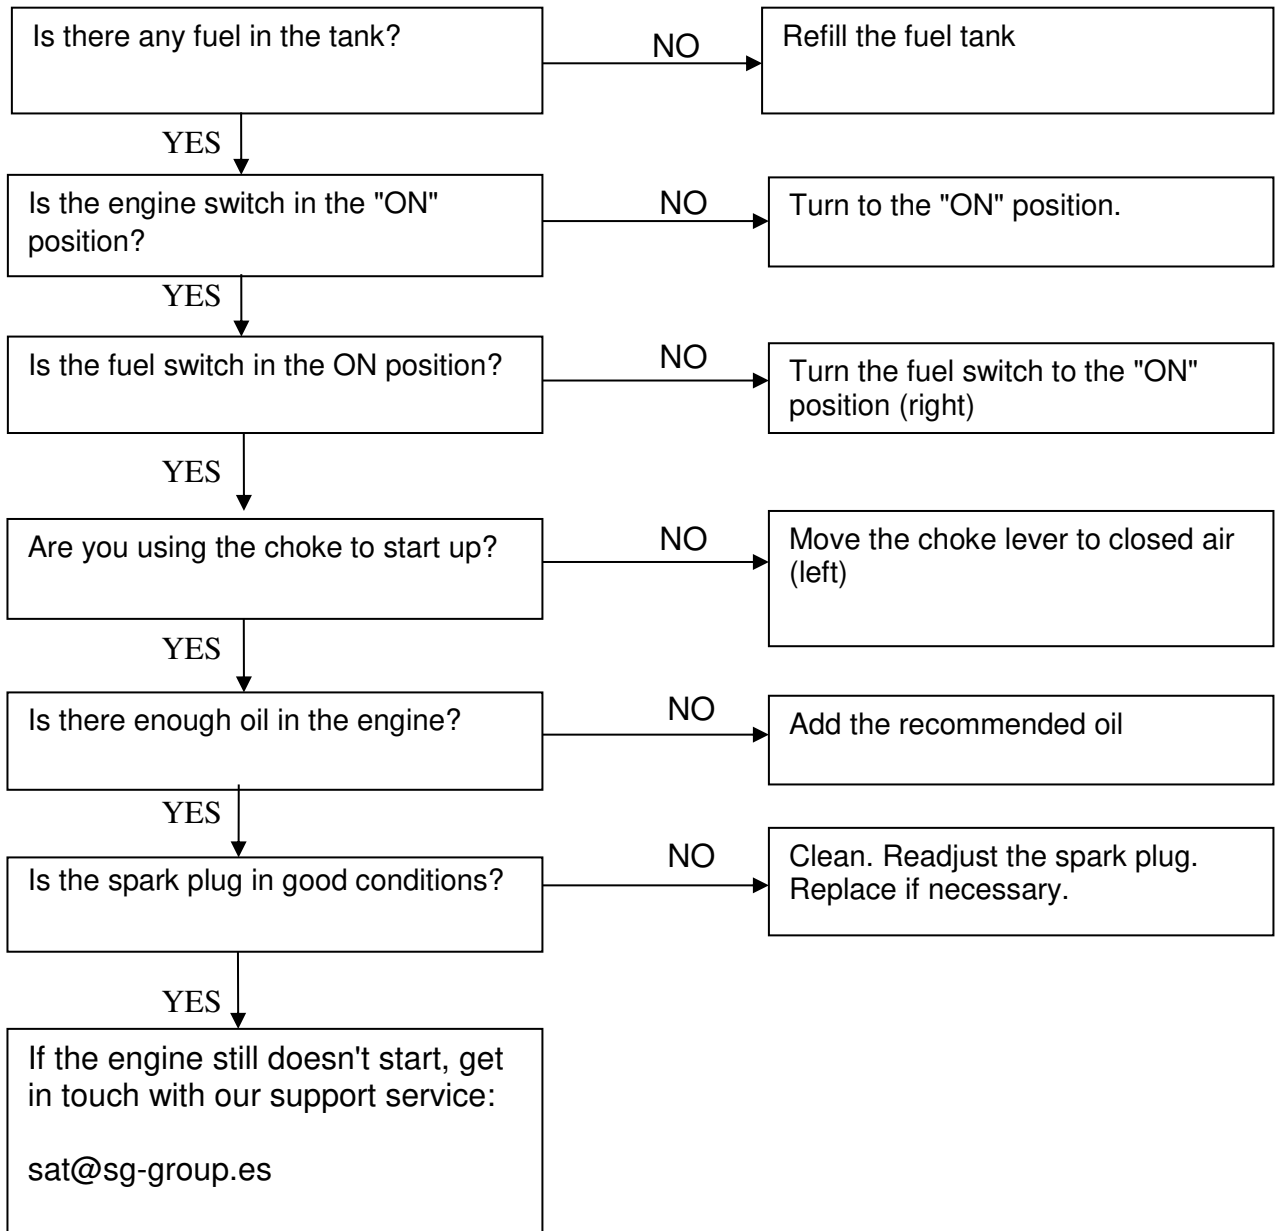 Is there any fuel in the tank?
NO
Refill the fuel tank
YES
Is the engine switch in the "ON"
position?
NO
Turn to the "ON" position.
YES
Is the fuel switch in the ON position?
NO
Turn the fuel switch to the "ON"
position (right)
YES
Are you using the choke to start up?
NO
Move the choke lever to closed air
(left)
YES
Is there enough oil in the engine?
NO
Add the recommended oil
YES
Is the spark plug in good conditions?
NO
Clean. Readjust the spark plug.
Replace if necessary.
YES
If the engine still doesn't start, get
in touch with our support service:
sat@sg-group.es